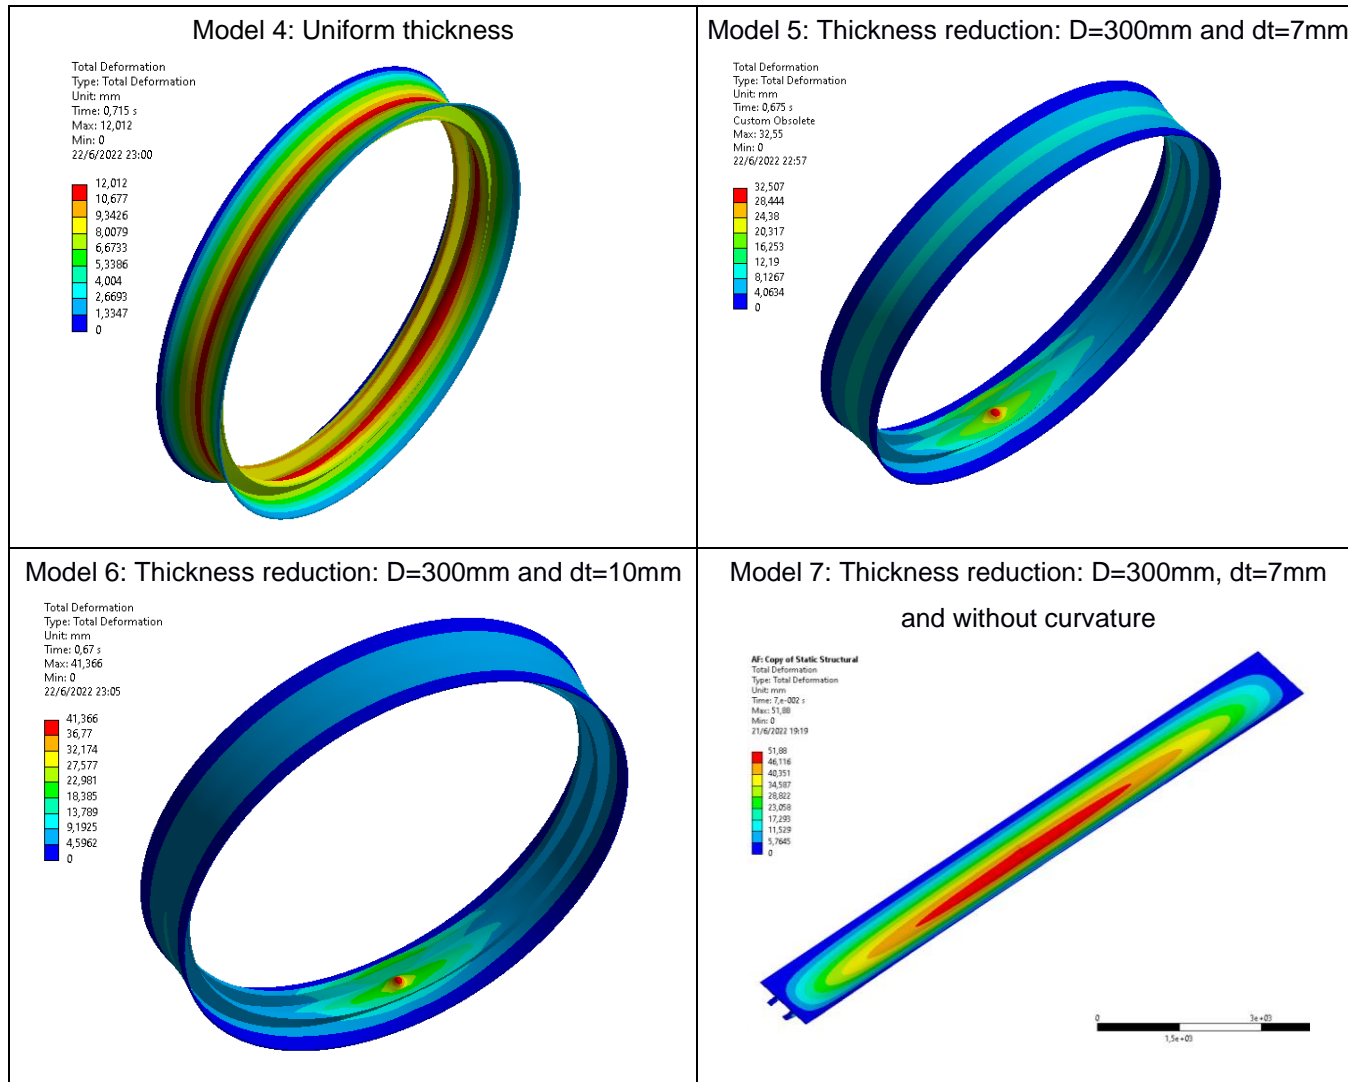 Model 4: Uniform thickness
Total Deformation
Type: Total Deformation
Unit: mm
Time: 0,715 s
Max: 12,012
Min: 0
22/6/2022 23:00
12,012
10,677
9,3426
8,0079
6,6733
5,3386
4,004
2,6693
1,3347
0
Model 5: Thickness reduction: D=300mm and dt=7mm
Total Deformation
Type: Total Deformation
Unit: mm
Time: 0,675 s
Custom Obsolete
Max: 32,55
Min: 0
22/6/2022 22:57
32,507
28,444
24,38
20,317
16,253
12,19
8,1267
4,0634
0
Model 6: Thickness reduction: D=300mm and dt=10mm
Total Deformation
Type: Total Deformation
Unit: mm
Time: 0,67 s
Max: 41,366
Min: 0
22/6/2022 23:05
41,366
36,77
32,174
27,577
22,981
18,385
13,789
9,1925
4,5962
0
Model 7: Thickness reduction: D=300mm, dt=7mm
and without curvature
AF: Copy of Static Structural
Total Deformation
Type: Total Deformation
Unit: mm
Time: 7,e-002 s
Max: 51,88
Min: 0
21/6/2022 19:19
51,88
46,116
40,351
34,587
28,822
23,058
17,293
11,529
5,7645
0
0
3e+03
1,5e+03